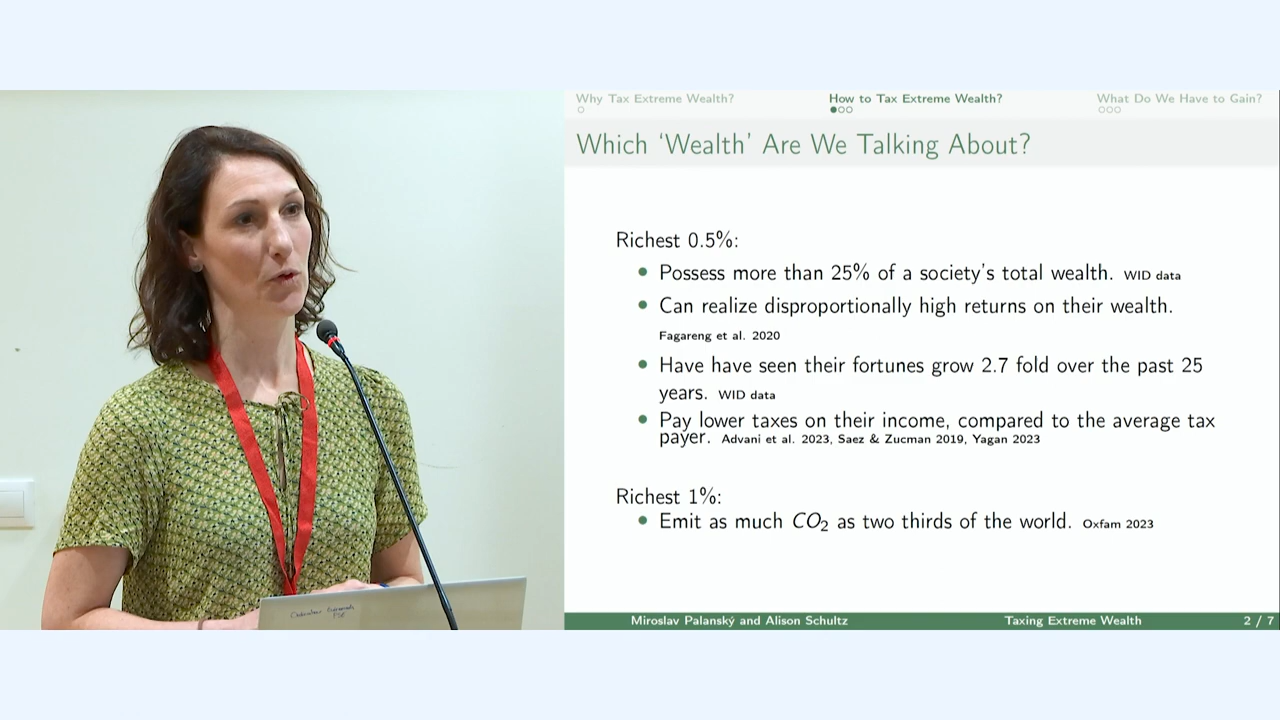 Why Tax Extreme Wealth?
How to Tax Extreme Wealth?
What Do We Have to Gain?
Which ‘Wealth’ Are We Talking About?
Richest 0.5%:
Possess more than 25% of a society's total wealth. WID data
Can realize disproportionally high returns on their wealth.
Fagareng et al. 2020
Have have seen their fortunes grow 2.7 fold over the past 25
years. WID data
Pay lower taxes on their income, compared to the average tax
payer. Advani et al. 2023, Saez & Zucman 2019, Yagan 2023
Richest 1%:
Emit as much CO2 as two thirds of the world. Oxfam 2023
Miroslav Palanský and Alison Schultz
Taxing Extreme Wealth
2 / 7